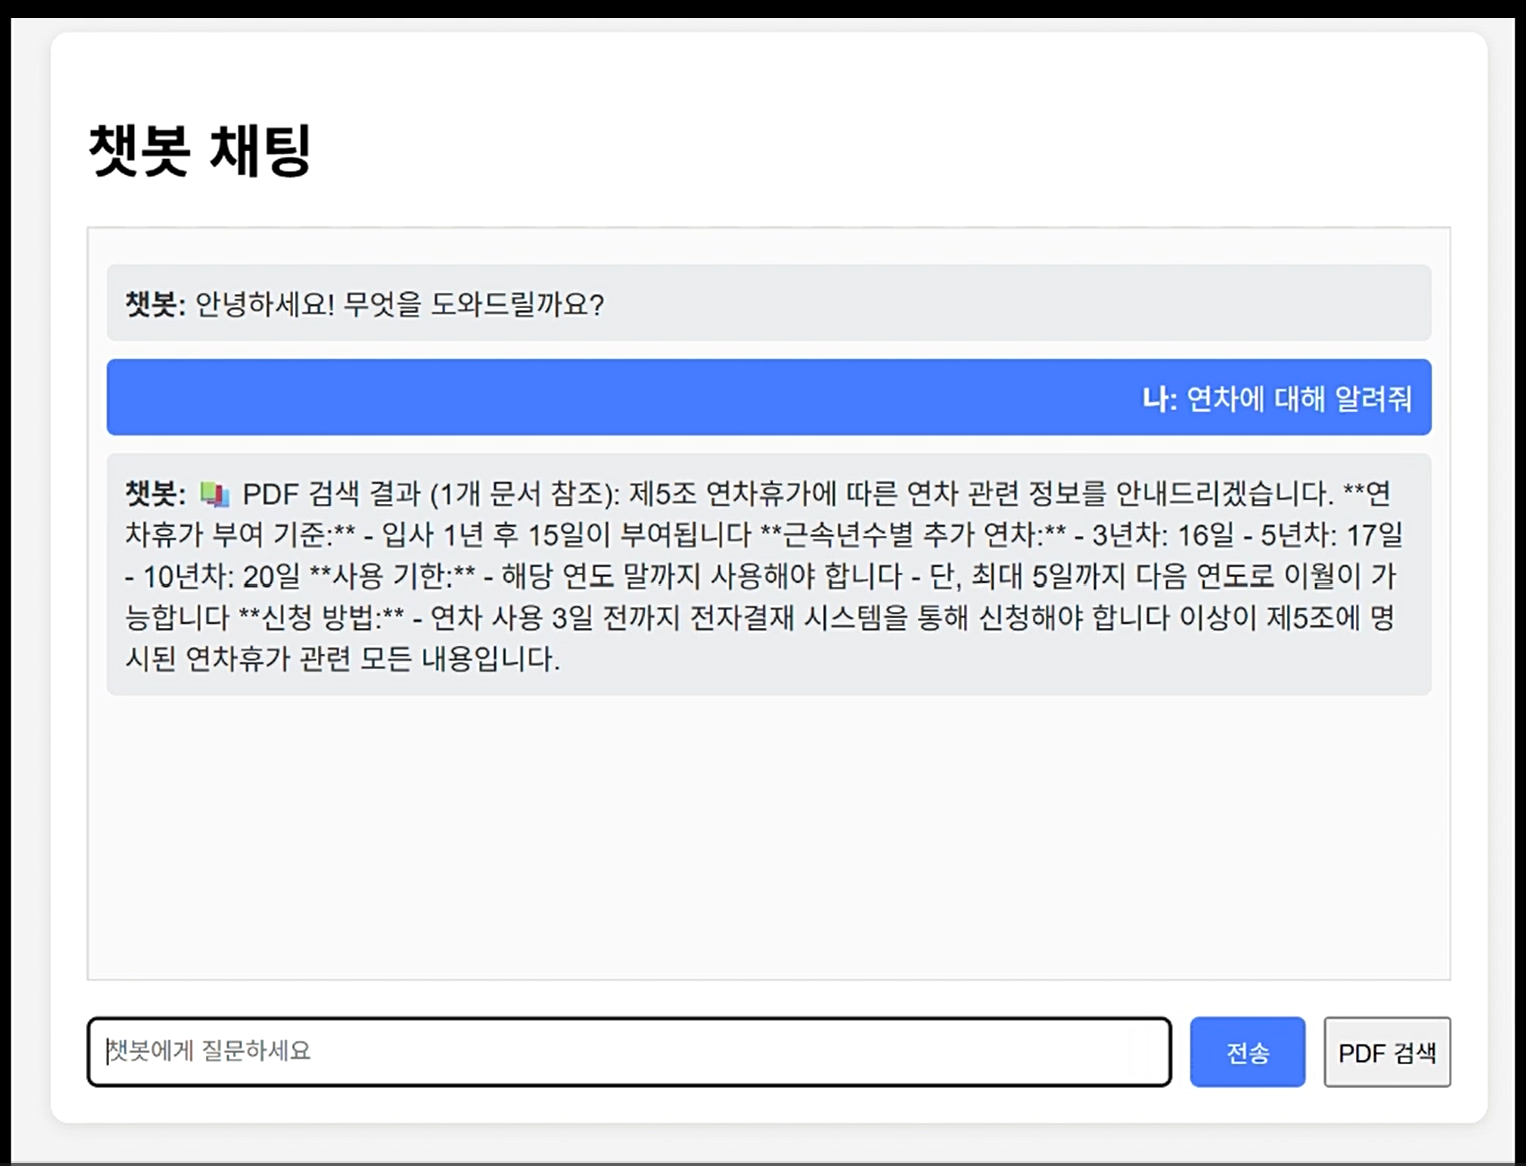 챗봇 채팅
챗봇: 안녕하세요! 무엇을 도와드릴까요?
나: 연차에 대해 알려줘
챗봇: 📚 PDF 검색 결과 (1개 문서 참조): 제5조 연차휴가에 따른 연차 관련 정보를 안내드리겠습니다. **연
차휴가 부여 기준:** - 입사 1년 후 15일이 부여됩니다 **근속년수별 추가 연차:** - 3년차: 16일 - 5년차: 17일
- 10년차: 20일 **사용 기한:** - 해당 연도 말까지 사용해야 합니다 - 단, 최대 5일까지 다음 연도로 이월이 가
능합니다 **신청 방법:** - 연차 사용 3일 전까지 전자결재 시스템을 통해 신청해야 합니다 이상이 제5조에 명
시된 연차휴가 관련 모든 내용입니다.
챗봇에게 질문하세요
전송
PDF 검색